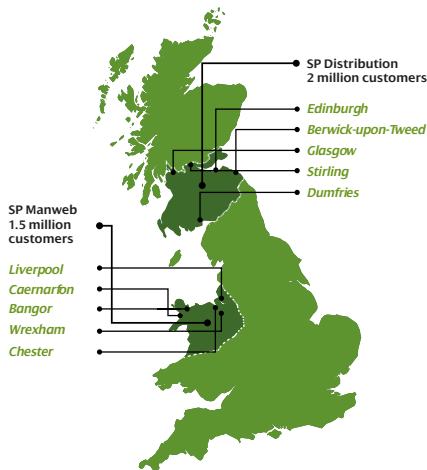 SP Distribution
2 million customers
Edinburgh
Berwick-upon-Tweed
Glasgow
Stirling
Dumfries
SP Manweb
1.5 million
customers
Liverpool
Caernarfon
Bangor
Wrexham
Chester